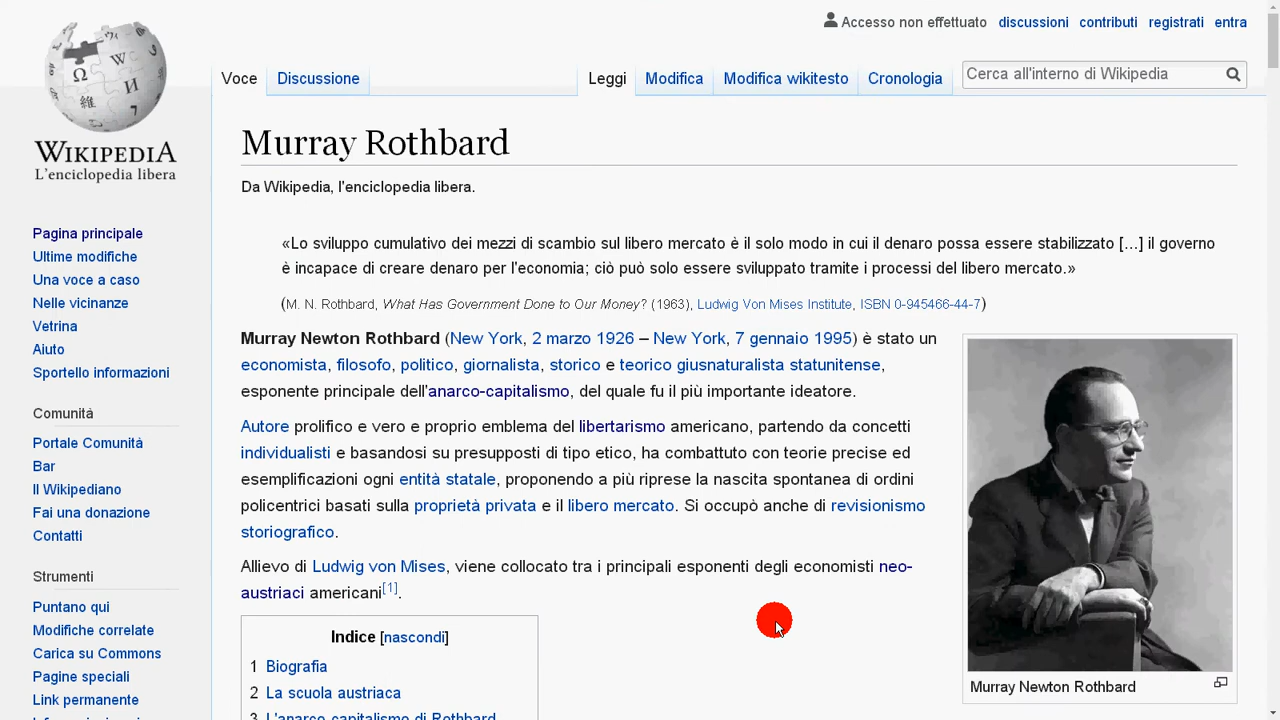 Accesso non effettuato discussioni contributi registrati entra
Voce Discussione Leggi Modifica Modifica wikitesto Cronologia Cerca all'interno di Wikipedia
WIKIPEDIA
L'enciclopedia libera
Pagina principale
Ultime modifiche
Una voce a caso
Nelle vicinanze
Vetrina
Aiuto
Sportello informazioni
Comunità
Portale Comunità
Bar
Il Wikipediano
Fai una donazione
Contatti
Strumenti
Puntano qui
Modifiche correlate
Carica su Commons
Pagine speciali
Link permanente
Murray Rothbard
Da Wikipedia, l'enciclopedia libera.
«Lo sviluppo cumulativo dei mezzi di scambio sul libero mercato è il solo modo in cui il denaro possa essere stabilizzato [...] il governo
è incapace di creare denaro per l'economia; ciò può solo essere sviluppato tramite i processi del libero mercato.»
(M. N. Rothbard, What Has Government Done to Our Money? (1963), Ludwig Von Mises Institute, ISBN 0-945466-44-7)
Murray Newton Rothbard (New York, 2 marzo 1926 – New York, 7 gennaio 1995) è stato un
economista, filosofo, politico, giornalista, storico e teorico giusnaturalista statunitense,
esponente principale dell'anarco-capitalismo, del quale fu il più importante ideatore.
Autore prolifico e vero e proprio emblema del libertarismo americano, partendo da concetti
individualisti e basandosi su presupposti di tipo etico, ha combattuto con teorie precise ed
esemplificazioni ogni entità statale, proponendo a più riprese la nascita spontanea di ordini
policentrici basati sulla proprietà privata e il libero mercato. Si occupò anche di revisionismo
storiografico.
Allievo di Ludwig von Mises, viene collocato tra i principali esponenti degli economisti neo-
austriaci americani[1].
Indice [nascondi]
1 Biografia
2 La scuola austriaca
3 L'anarco capitalismo di Rothbard
Murray Newton Rothbard